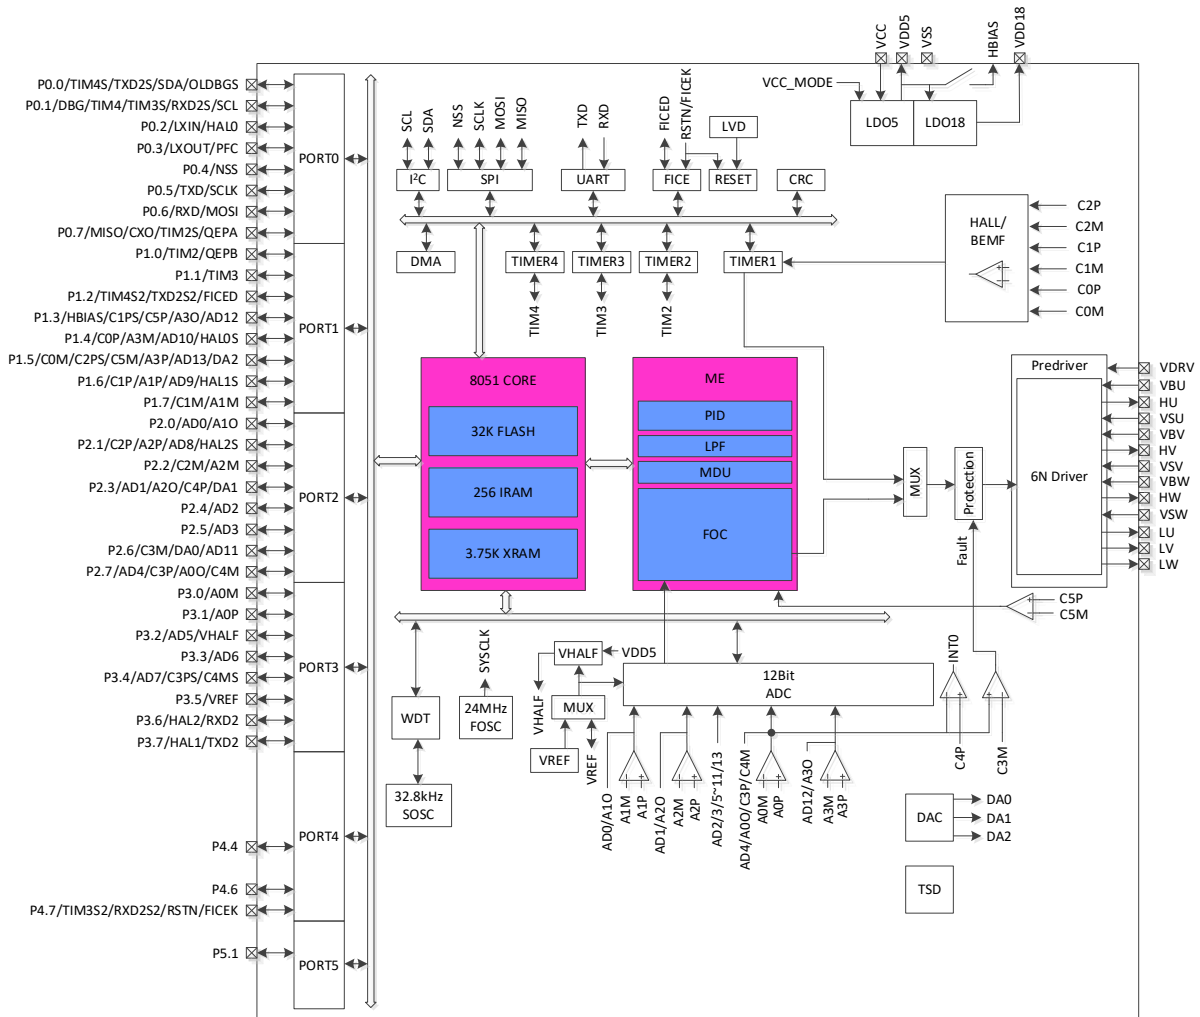 VCC
VDD5
VSS
HBIAS
VDD18
VCC_MODE
LDO5
LDO18
P0.0/TIM4S/TXD2S/SDA/OLDBGS
P0.1/DBG/TIM4/TIM3S/RXD2S/SCL
P0.2/LXIN/HAL0
P0.3/LXOUT/PFC
P0.4/NSS
P0.5/TXD/SCLK
P0.6/RXD/MOSI
P0.7/MISO/CXO/TIM2S/QEPA
P1.0/TIM2/QEPB
P1.1/TIM3
P1.2/TIM4S2/TXD2S2/FICED
P1.3/HBIAS/C1PS/C5P/A3O/AD12
P1.4/C0P/A3M/AD10/HAL0S
P1.5/C0M/C2PS/C5M/A3P/AD13/DA2
P1.6/C1P/A1P/AD9/HAL1S
P1.7/C1M/A1M
P2.0/AD0/A1O
P2.1/C2P/A2P/AD8/HAL2S
P2.2/C2M/A2M
P2.3/AD1/A2O/C4P/DA1
P2.4/AD2
P2.5/AD3
P2.6/C3M/DA0/AD11
P2.7/AD4/C3P/A0O/C4M
P3.0/A0M
P3.1/A0P
P3.2/AD5/VHALF
P3.3/AD6
P3.4/AD7/C3PS/C4MS
P3.5/VREF
P3.6/HAL2/RXD2
P3.7/HAL1/TXD2
P4.4
P4.6
P4.7/TIM3S2/RXD2S2/RSTN/FICEK
P5.1
PORT0
PORT1
PORT2
PORT3
PORT4
PORT5
SCL
SDA
NSS
SCLK
MOSI
MISO
TXD
RXD
FICED
RSTN/FICEK
LVD
I²C
SPI
UART
FICE
RESET
CRC
DMA
TIMER4
TIMER3
TIMER2
TIMER1
TIM4
TIM3
TIM2
HALL/
BEMF
C2P
C2M
C1P
C1M
C0P
C0M
8051 CORE
32K FLASH
256 IRAM
3.75K XRAM
ME
PID
LPF
MDU
FOC
MUX
Protection
Fault
Predriver
6N Driver
VDRV
VBU
HU
VSU
VBV
HV
VSV
VBW
HW
VSW
LU
LV
LW
C5P
C5M
WDT
32.8kHz
SOSC
SYSCLK
24MHz
FOSC
VHALF
VDD5
VHALF
MUX
VREF
VREF
12Bit
ADC
AD0/A1O
A1M
A1P
AD1/A2O
A2M
A2P
AD2/3/5~11/13
AD4/A0O/C3P/C4M
A0M
A0P
AD12/A3O
A3M
A3P
INT0
C4P
C3M
DAC
DA0
DA1
DA2
TSD